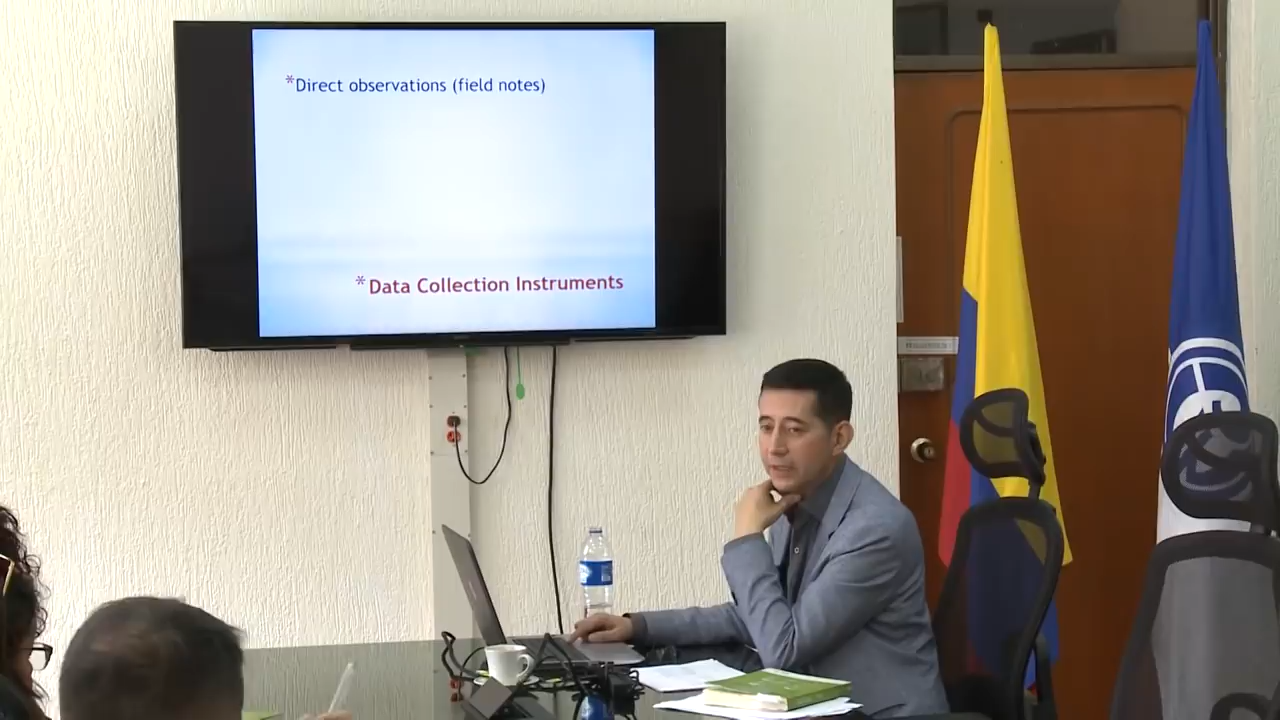 *Direct observations (field notes)
*Data Collection Instruments